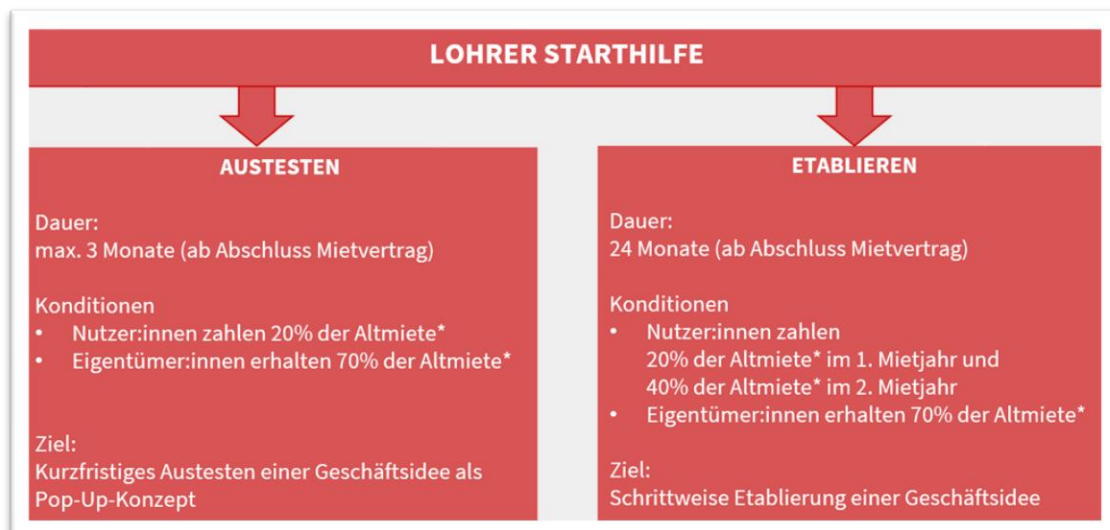 LOHRER STARTHILFE
AUSTESTEN
Dauer:
max. 3 Monate (ab Abschluss Mietvertrag)
Konditionen
• Nutzer:innen zahlen 20% der Altmiete*
• Eigentümer:innen erhalten 70% der Altmiete*
Ziel:
Kurzfristiges Austesten einer Geschäftsidee als
Pop-Up-Konzept
ETABLIEREN
Dauer:
24 Monate (ab Abschluss Mietvertrag)
Konditionen
• Nutzer:innen zahlen
20% der Altmiete* im 1. Mietjahr und
40% der Altmiete* im 2. Mietjahr
• Eigentümer:innen erhalten 70% der Altmiete*
Ziel:
Schrittweise Etablierung einer Geschäftsidee